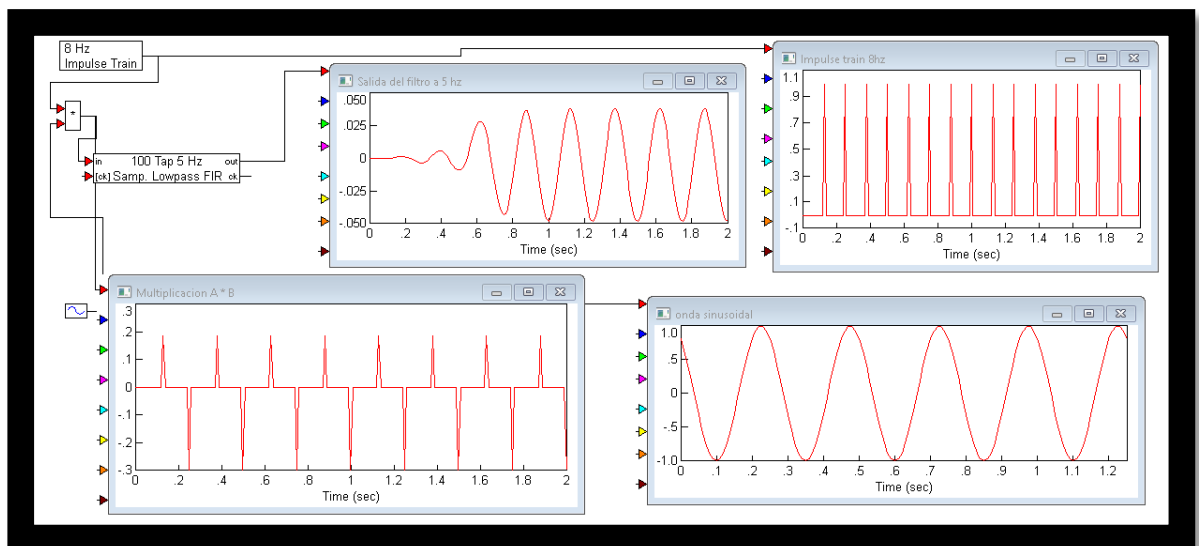 8 Hz
Impulse Train
*
in 100 Tap 5 Hz out
[ck] Samp. Lowpass FIR ck
Salida del filtro a 5 hz
.050
.025
0
-.025
-.050
0 .2 .4 .6 .8 1 1.2 1.4 1.6 1.8 2
Time (sec)
Impulse train 8hz
1.1
.9
.7
.5
.3
.1
-.1
0 .2 .4 .6 .8 1 1.2 1.4 1.6 1.8 2
Time (sec)
Multiplicacion A * B
.3
.2
.1
0
-.1
-.2
-.3
0 .2 .4 .6 .8 1 1.2 1.4 1.6 1.8 2
Time (sec)
onda sinusoidal
1.0
.5
0
-.5
-1.0
0 .1 .2 .3 .4 .5 .6 .7 .8 .9 1 1.1 1.2
Time (sec)